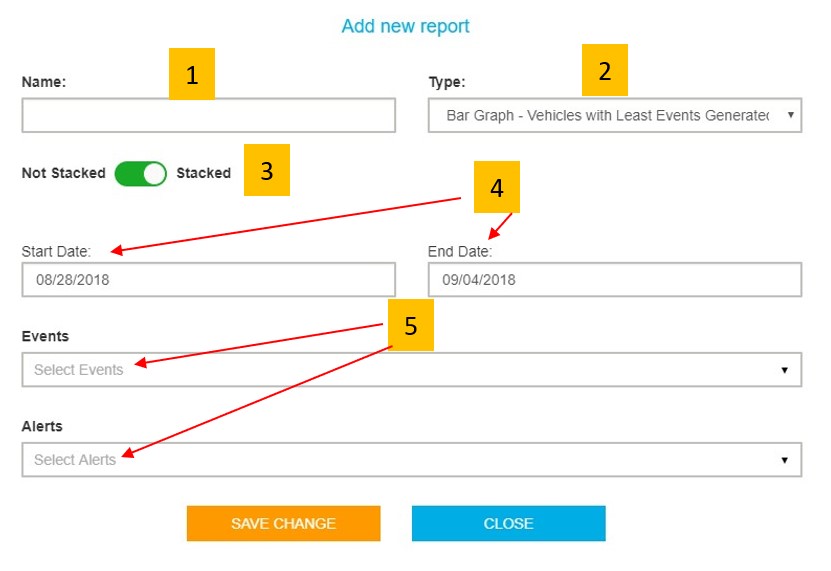 Add new report
1
2
Name:
Type:
Bar Graph - Vehicles with Least Events Generated
Not Stacked
Stacked
3
4
Start Date:
End Date:
08/28/2018
09/04/2018
5
Events
Select Events
Alerts
Select Alerts
SAVE CHANGE
CLOSE